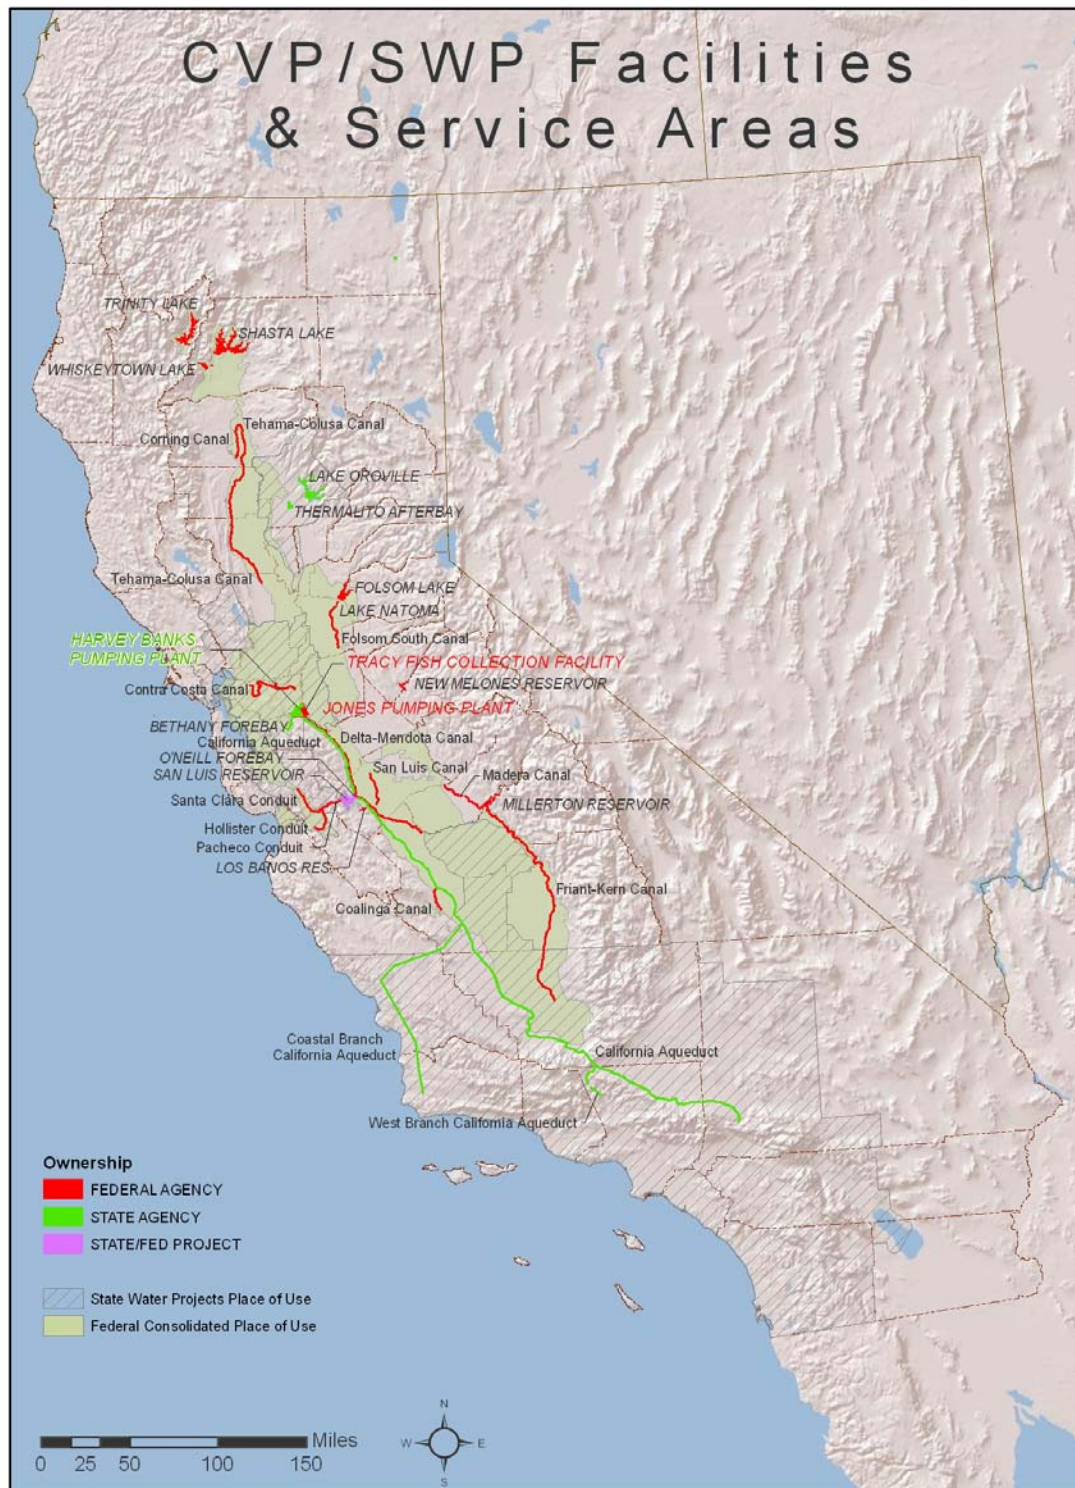 CVP/SWP Facilities
& Service Areas
TRINITY LAKE
SHASTA LAKE
WHISKEYTOWN LAKE
Tehama-Colusa Canal
Corning Canal
LAKE OROVILLE
THERMALITO AFTERBAY
Tehama-Colusa Canal
FOLSOM LAKE
LAKE NATOMA
HARVEY BANKS
PUMPING PLANT
Folsom South Canal
TRACY FISH COLLECTION FACILITY
NEW MELONES RESERVOIR
Contra Costa Canal
JONES PUMPING PLANT
BETHANY FOREBAY
California Aqueduct
Delta-Mendota Canal
O'NEILL FOREBAY
SAN LUIS RESERVOIR
San Luis Canal
Madera Canal
Santa Clara Conduit
MILLERTON RESERVOIR
Hollister Conduit
Pacheco Conduit
LOS BANOS RES
Friant-Kern Canal
Coalinga Canal
Coastal Branch
California Aqueduct
California Aqueduct
West Branch California Aqueduct
Ownership
FEDERAL AGENCY
STATE AGENCY
STATE/FED PROJECT
State Water Projects Place of Use
Federal Consolidated Place of Use
N
W E
S
Miles
0 25 50 100 150